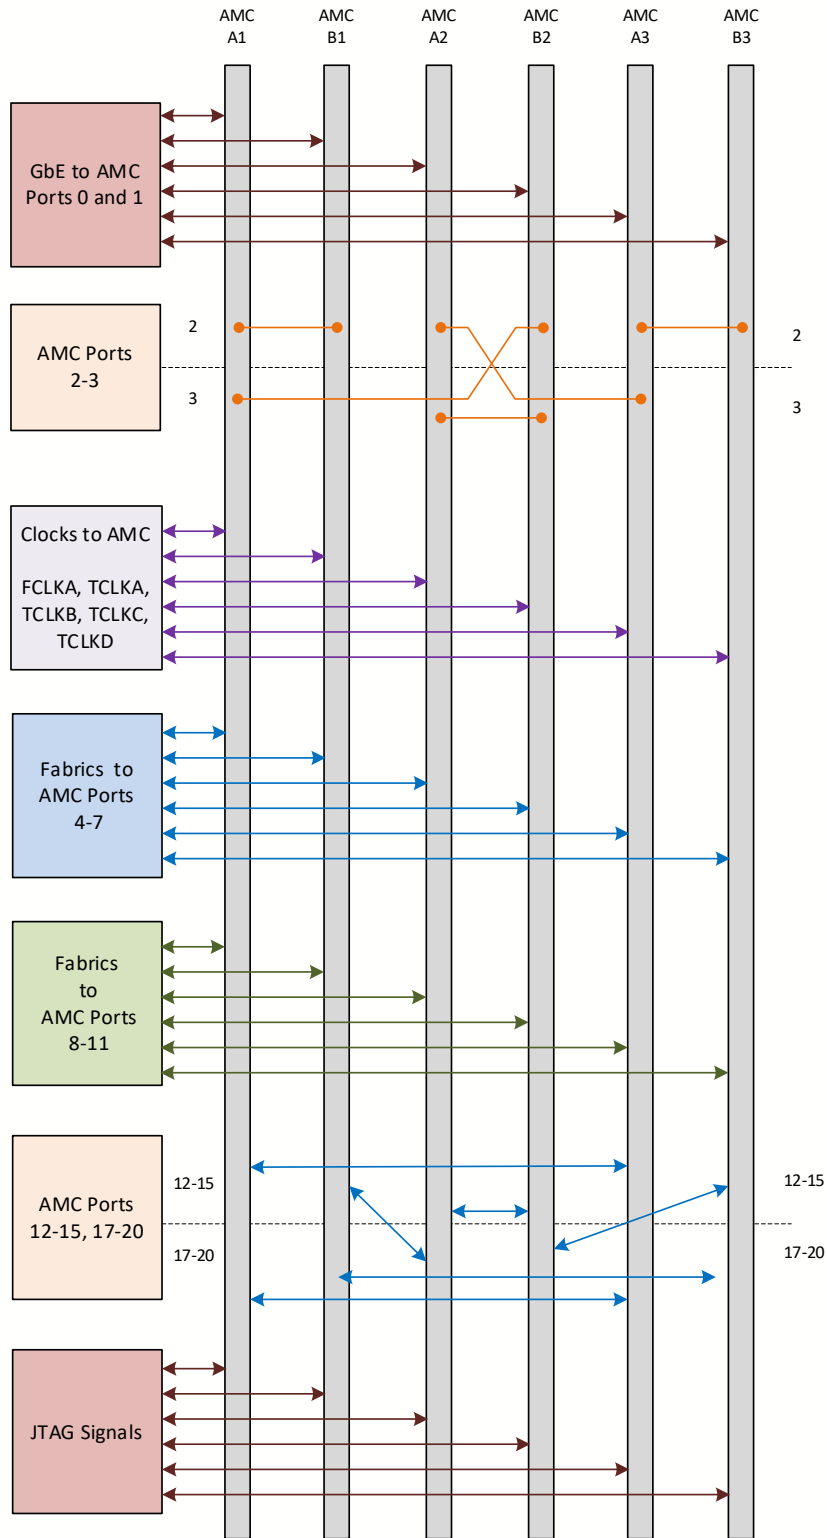 AMC
A1
AMC
B1
AMC
A2
AMC
B2
AMC
A3
AMC
B3
GbE to AMC
Ports 0 and 1
AMC Ports
2-3
2
3
2
3
Clocks to AMC
FCLKA, TCLKA,
TCLKB, TCLKC,
TCLKD
Fabrics to
AMC Ports
4-7
Fabrics
to
AMC Ports
8-11
AMC Ports
12-15, 17-20
12-15
17-20
12-15
17-20
JTAG Signals